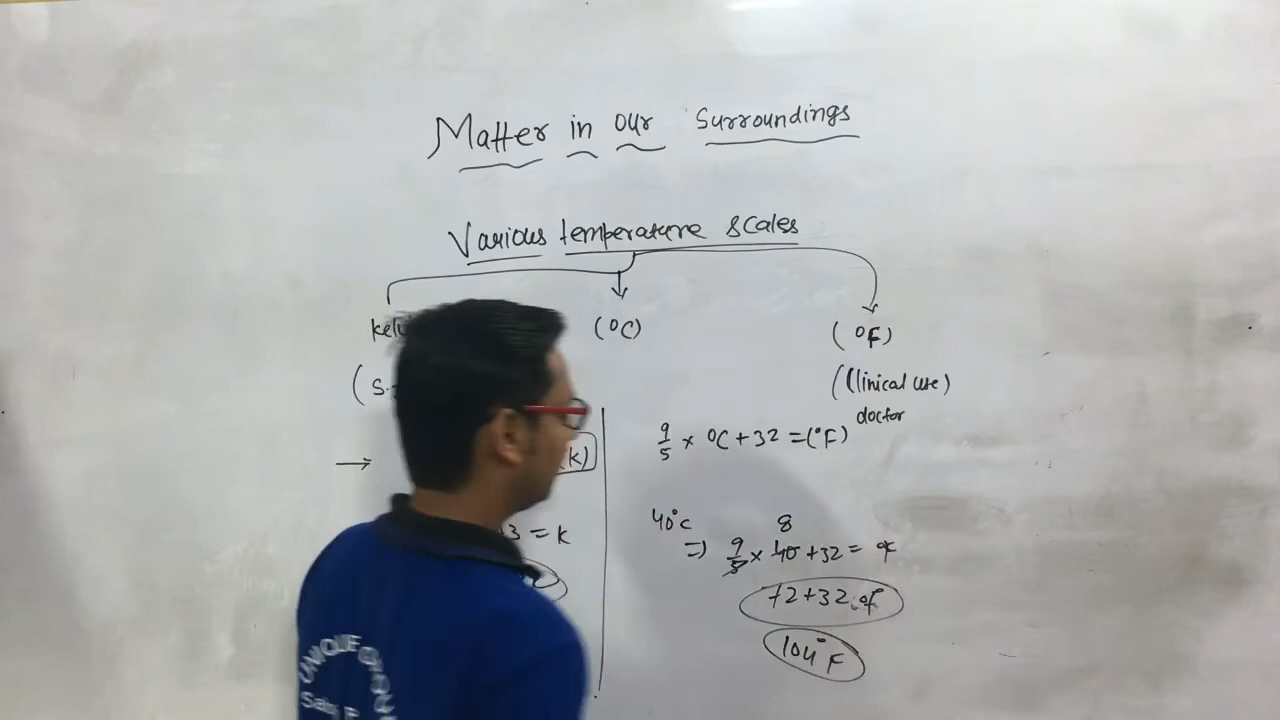 Matter in our Surroundings
Various temperature scales
(°C)
(°F)
(Clinical use)
doctor
(K)
9/5 × °C + 32 = (°F)
3 = K
40°C
8
=) 9/5 × 40 + 32 = °F
72+32 °F
104°F